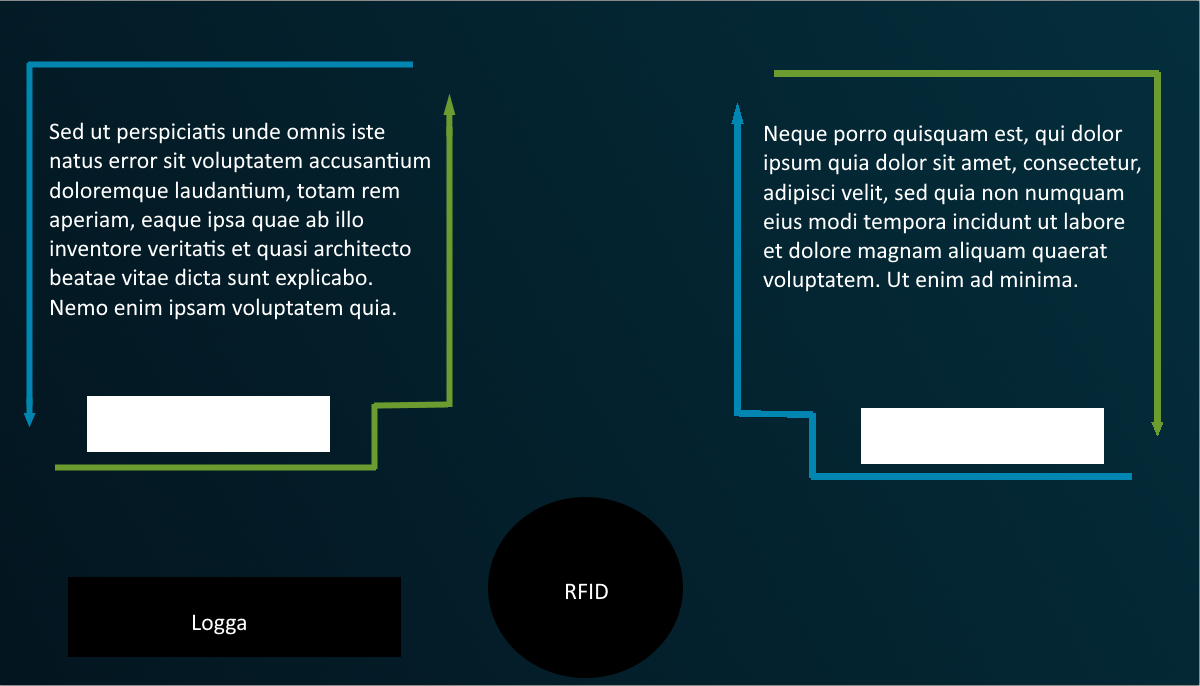 Sed ut perspiciatis unde omnis iste
natus error sit voluptatem accusantium
doloremque laudantium, totam rem
aperiam, eaque ipsa quae ab illo
inventore veritatis et quasi architecto
beatae vitae dicta sunt explicabo.
Nemo enim ipsam voluptatem quia.
Neque porro quisquam est, qui dolor
ipsum quia dolor sit amet, consectetur,
adipisci velit, sed quia non numquam
eius modi tempora incidunt ut labore
et dolore magnam aliquam quaerat
voluptatem. Ut enim ad minima.
RFID
Logga